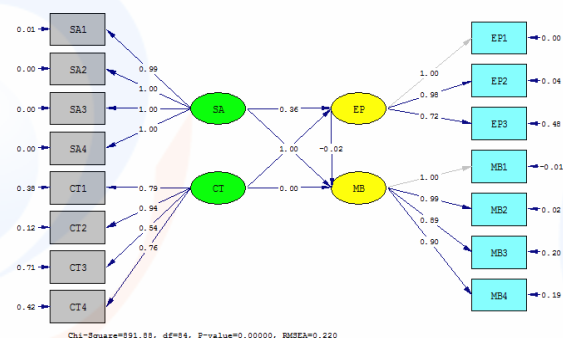 0.01 SA1
0.00 SA2
0.00 SA3
0.00 SA4
0.38 CT1
0.12 CT2
0.71 CT3
0.42 CT4
0.99
1.00
1.00
1.00
0.79
0.94
0.54
0.76
SA
CT
0.36
1.00
1.00
0.00
-0.02
EP
MB
1.00
0.98
0.72
1.00
0.99
0.89
0.90
EP1 0.00
EP2 0.04
EP3 0.48
MB1 -0.01
MB2 0.02
MB3 0.20
MB4 0.19
Chi-Square=891.88, df=84, P-value=0.00000, RMSEA=0.220